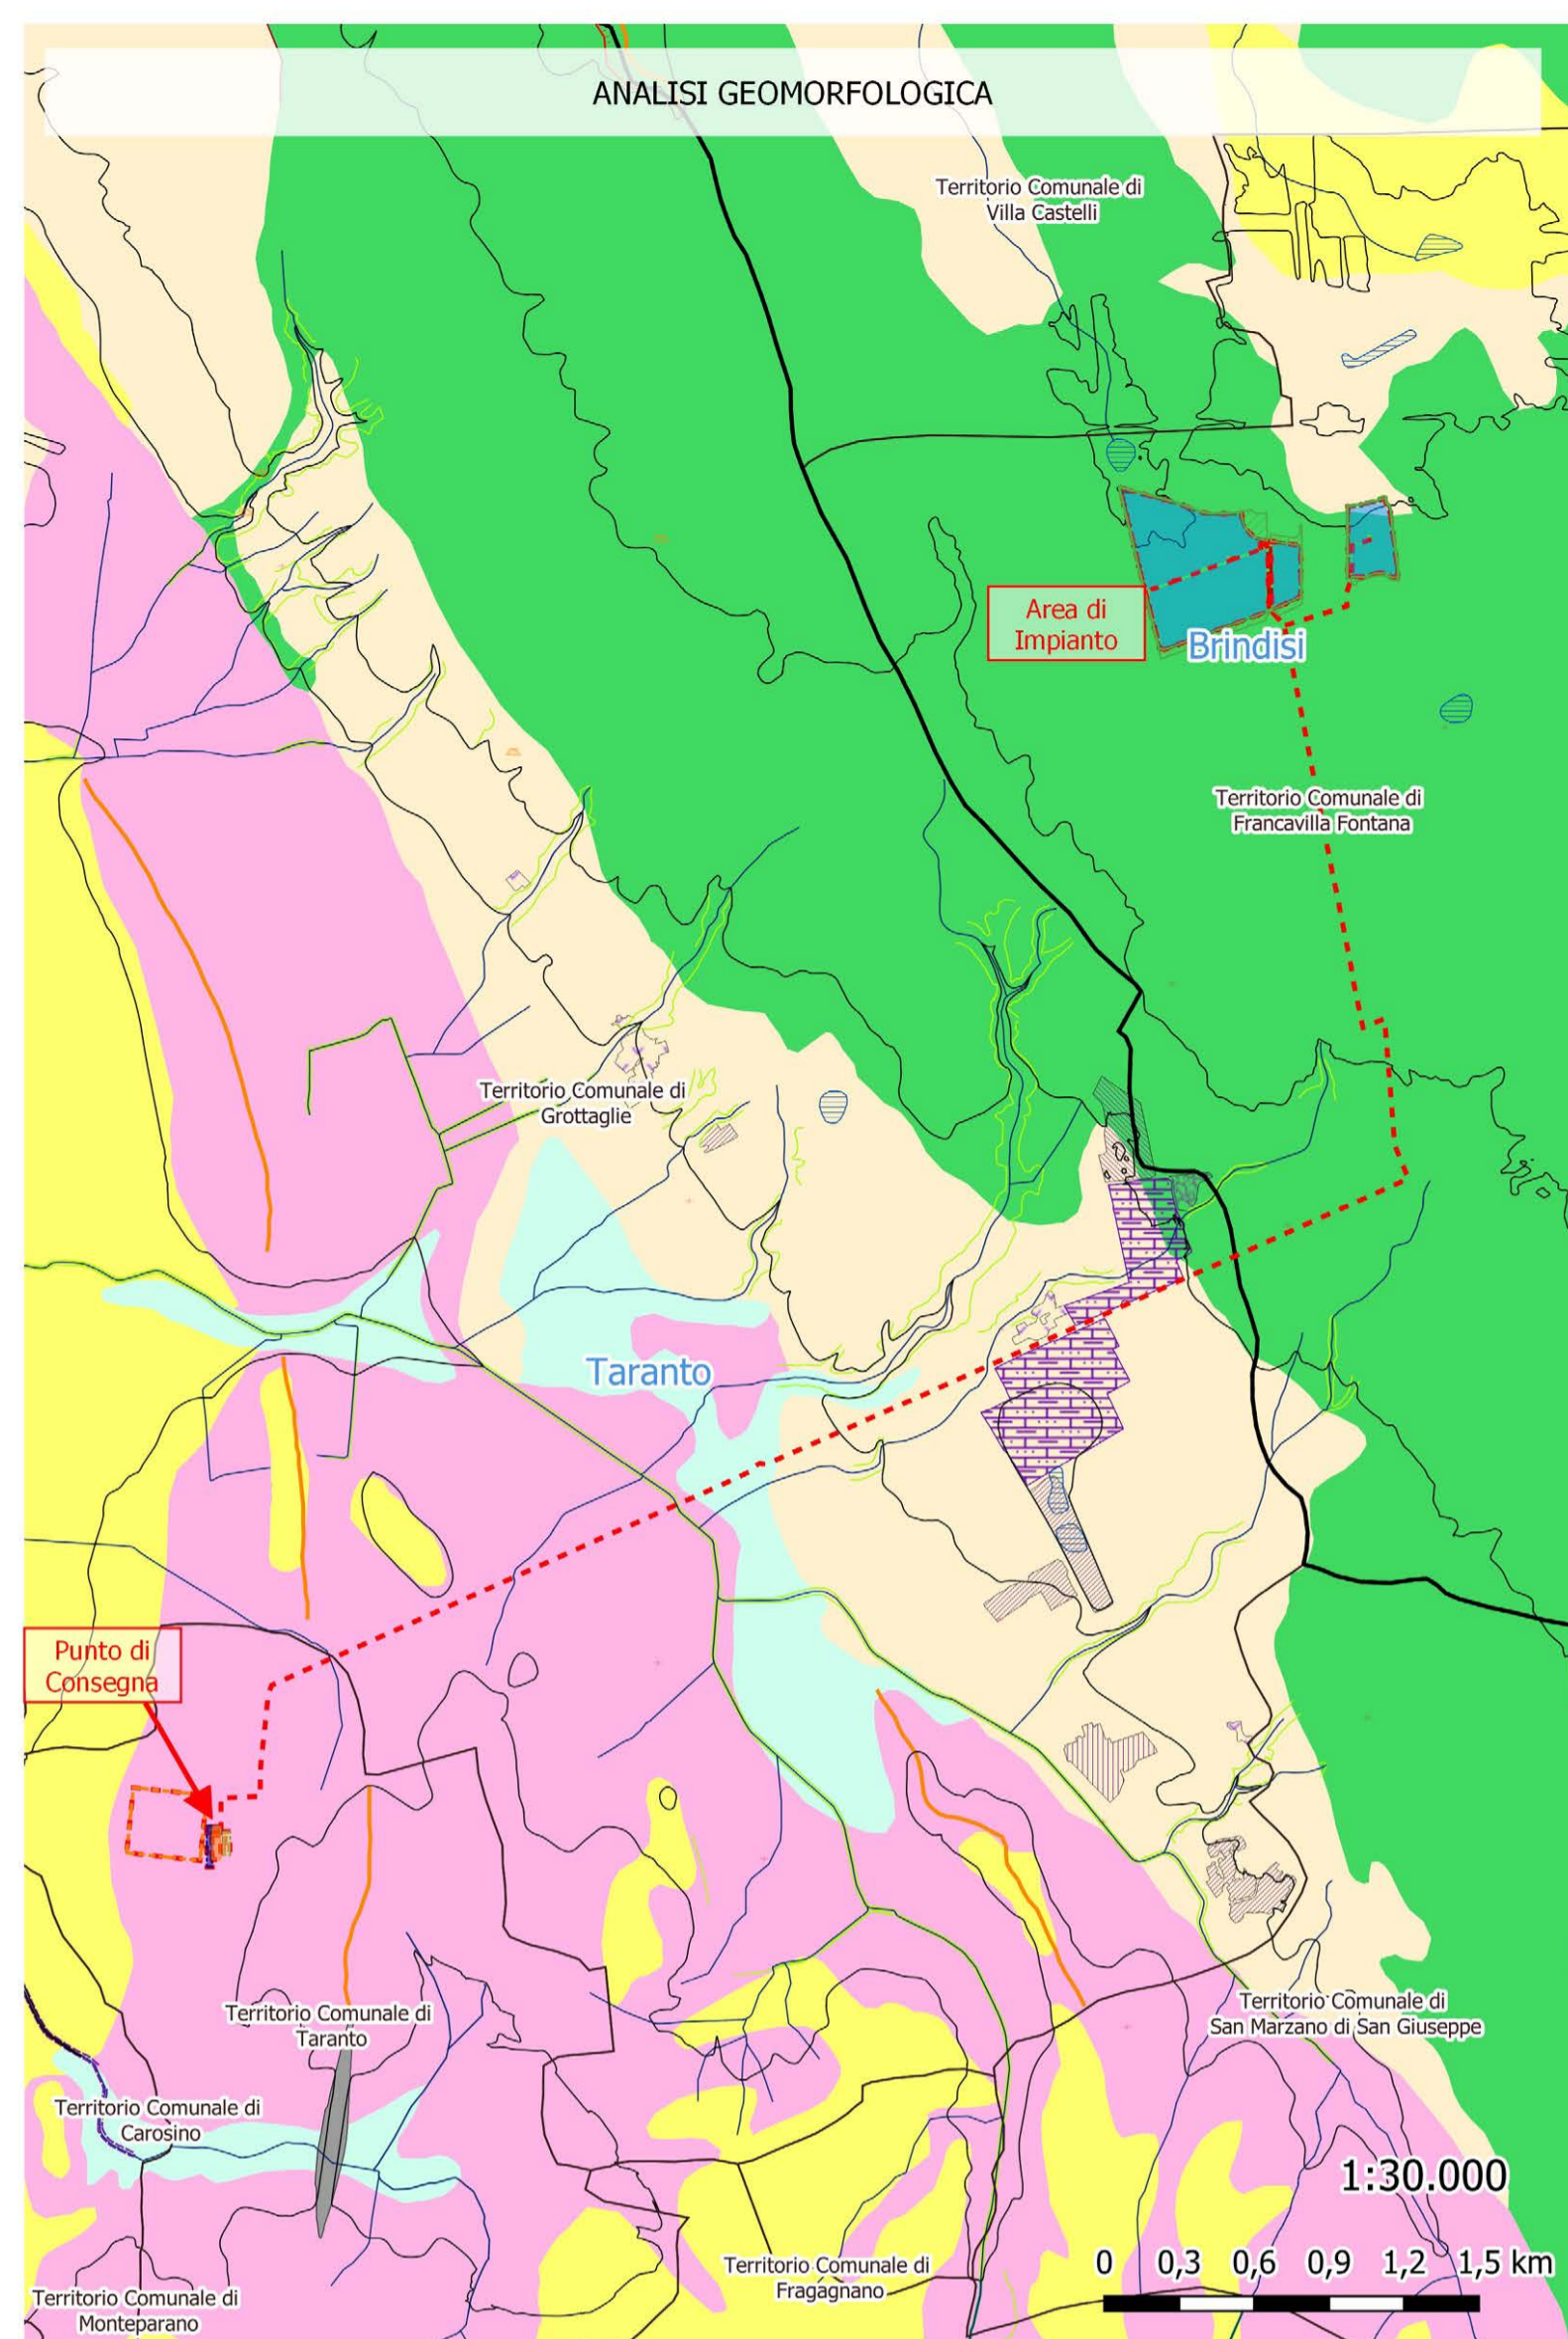 ANALISI GEOMORFOLOGICA
Territorio Comunale di
Villa Castelli
Area di
Impianto
Brindisi
Territorio Comunale di
Francavilla Fontana
Territorio Comunale di
Grottaglie
Taranto
Punto di
Consegna
Territorio Comunale di
Taranto
Territorio Comunale di
San Marzano di San Giuseppe
Territorio Comunale di
Carosino
1:30.000
Territorio Comunale di
Fragagnano
0 0,3 0,6 0,9 1,2 1,5 km
Territorio Comunale di
Monteparano